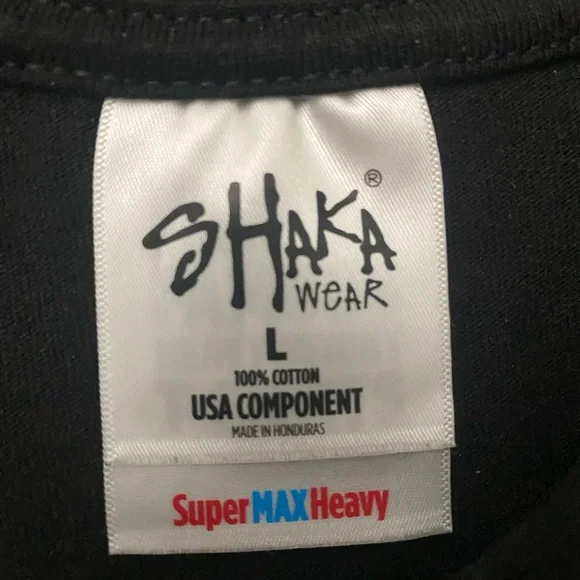 SHAKA®
WEAR
L
100% COTTON
USA COMPONENT
MADE IN HONDURAS
SuperMAXHeavy